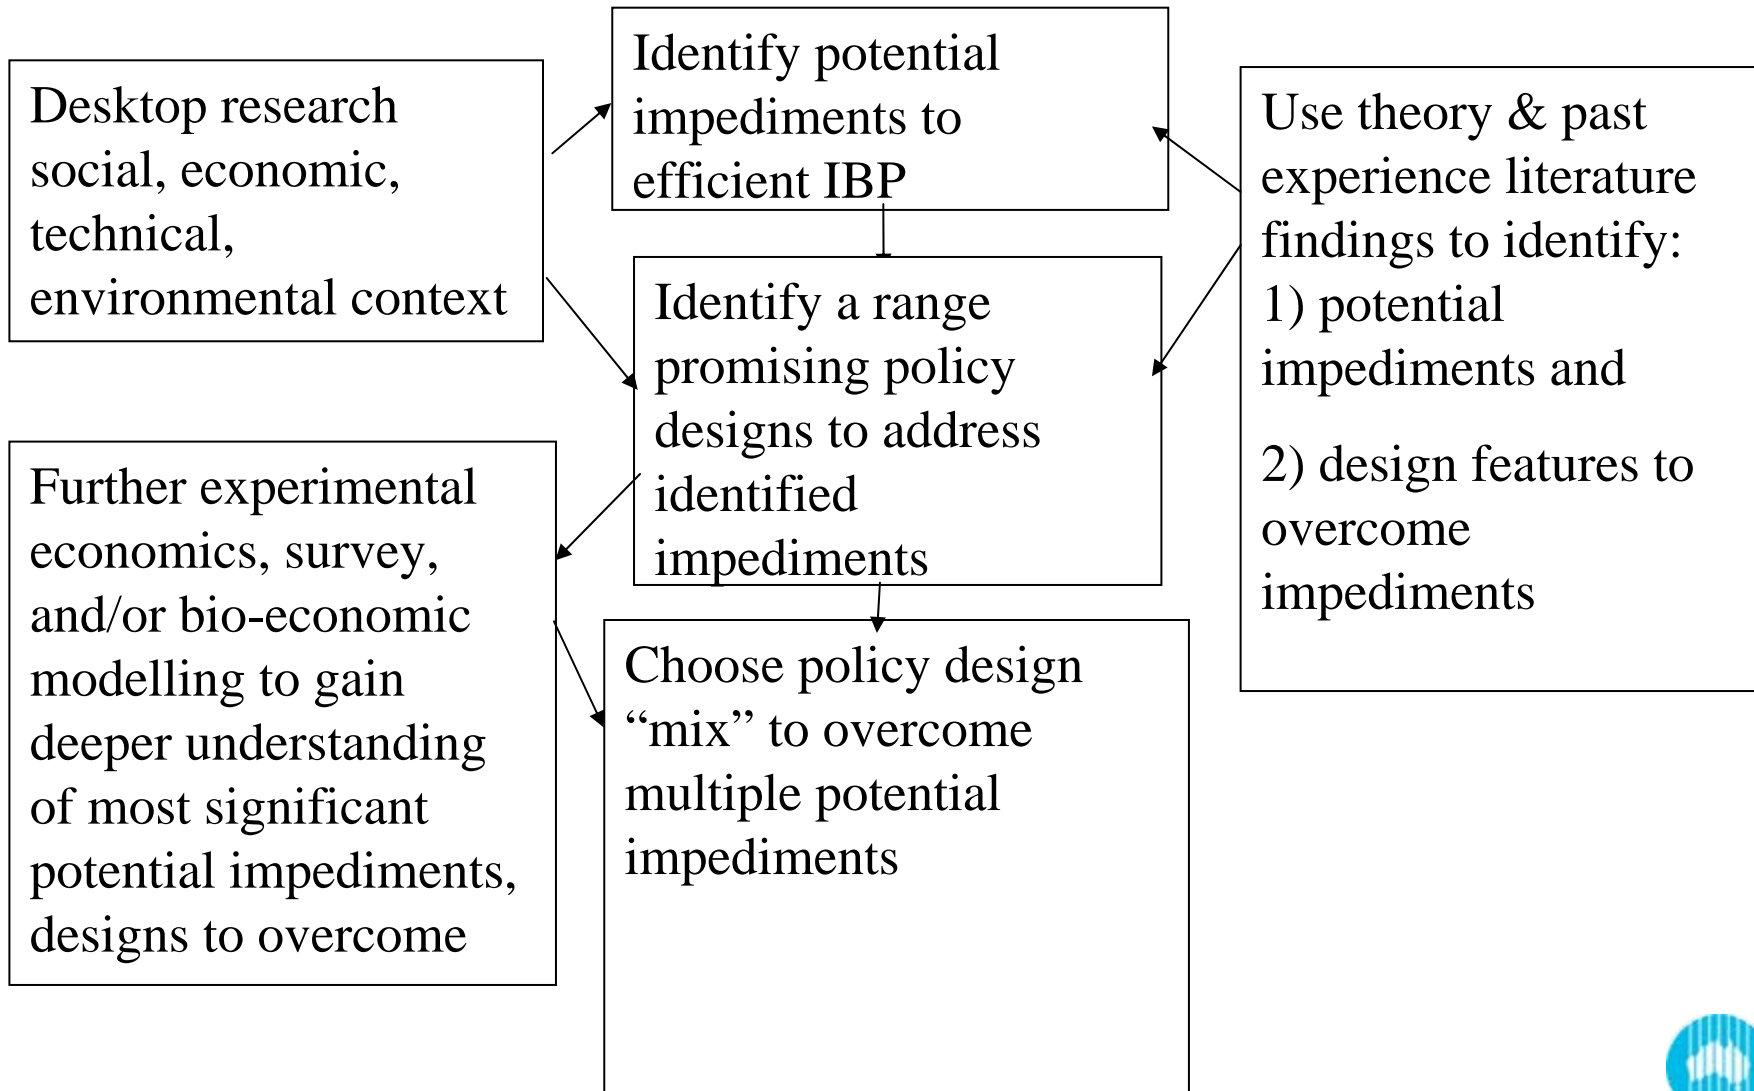 Desktop research
social, economic,
technical,
environmental context
Identify potential
impediments to
efficient IBP
Use theory & past
experience literature
findings to identify:
1) potential
impediments and
2) design features to
overcome
impediments
Identify a range
promising policy
designs to address
identified
impediments
Further experimental
economics, survey,
and/or bio-economic
modelling to gain
deeper understanding
of most significant
potential impediments,
designs to overcome
Choose policy design
“mix” to overcome
multiple potential
impediments